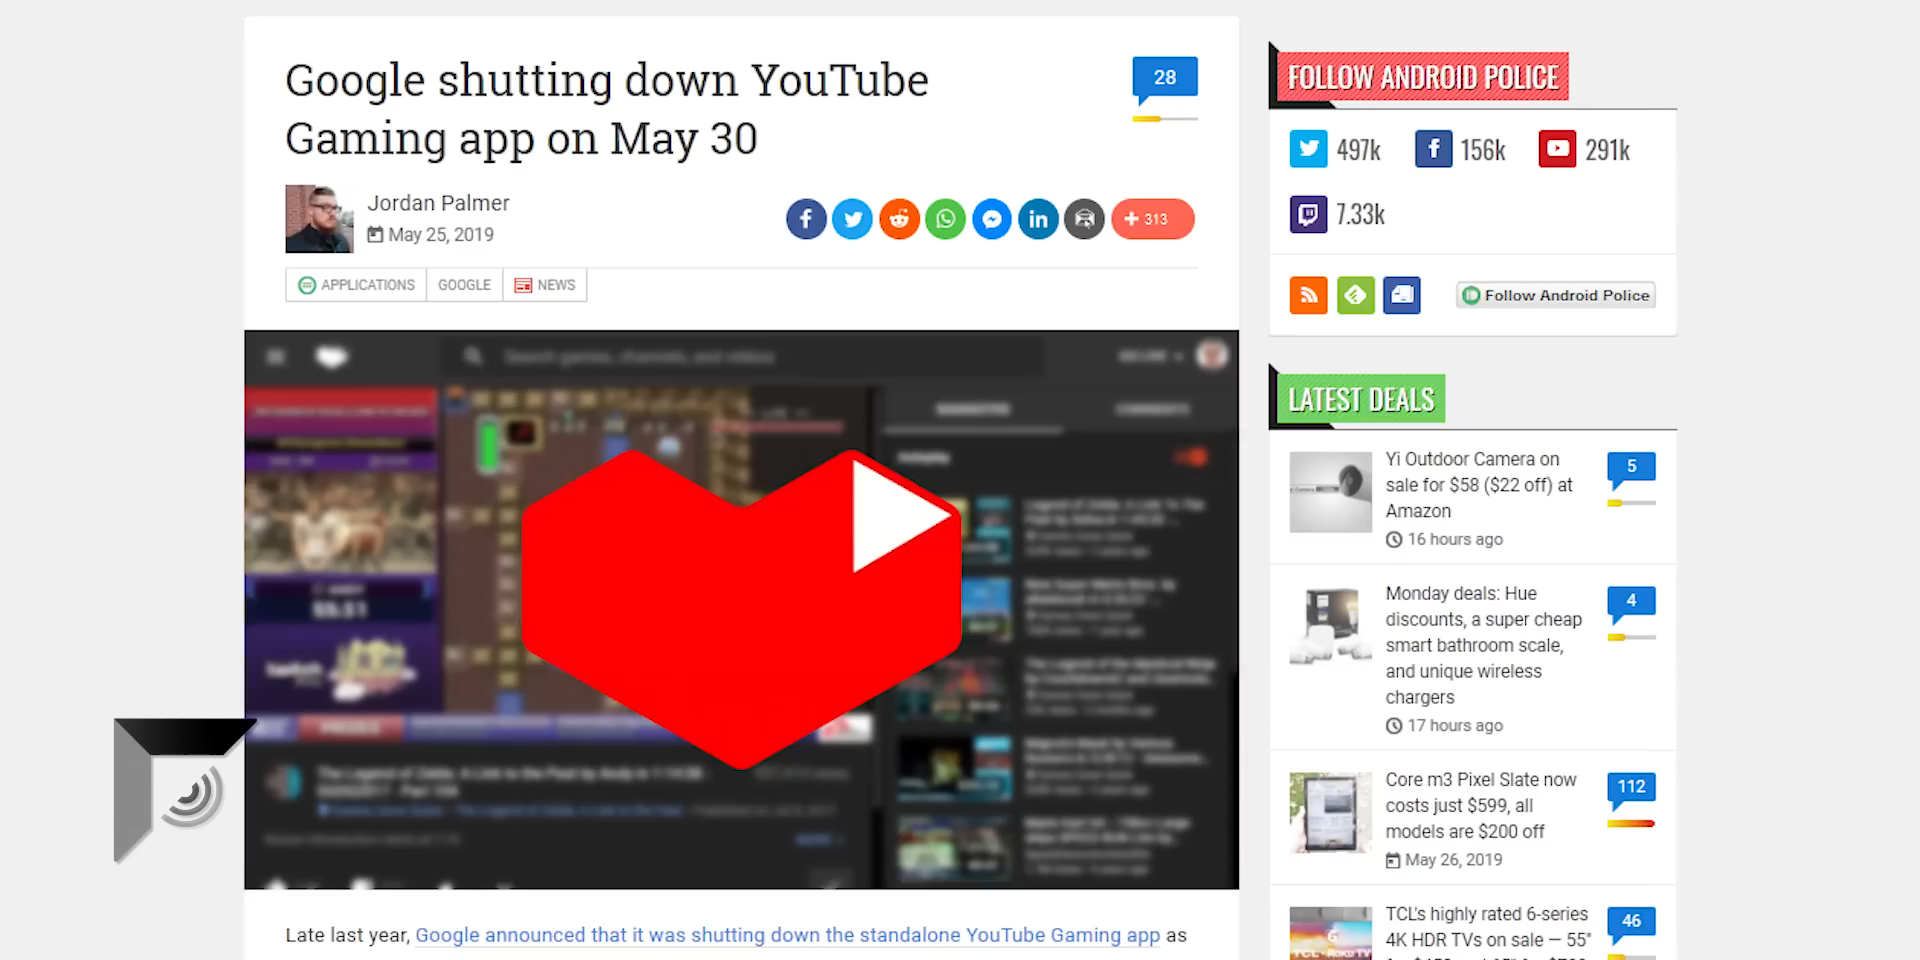 Google shutting down YouTube
Gaming app on May 30
28
Jordan Palmer
May 25, 2019
+ 313
APPLICATIONS
GOOGLE
NEWS
Search games, channels, and videos
Late last year, Google announced that it was shutting down the standalone YouTube Gaming app as
FOLLOW ANDROID POLICE
497k
156k
291k
7.33k
Follow Android Police
LATEST DEALS
Yi Outdoor Camera on
sale for $58 ($22 off) at
Amazon
16 hours ago
5
Monday deals: Hue
discounts, a super cheap
smart bathroom scale,
and unique wireless
chargers
17 hours ago
4
Core m3 Pixel Slate now
costs just $599, all
models are $200 off
May 26, 2019
112
TCL's highly rated 6-series
4K HDR TVs on sale — 55"
46